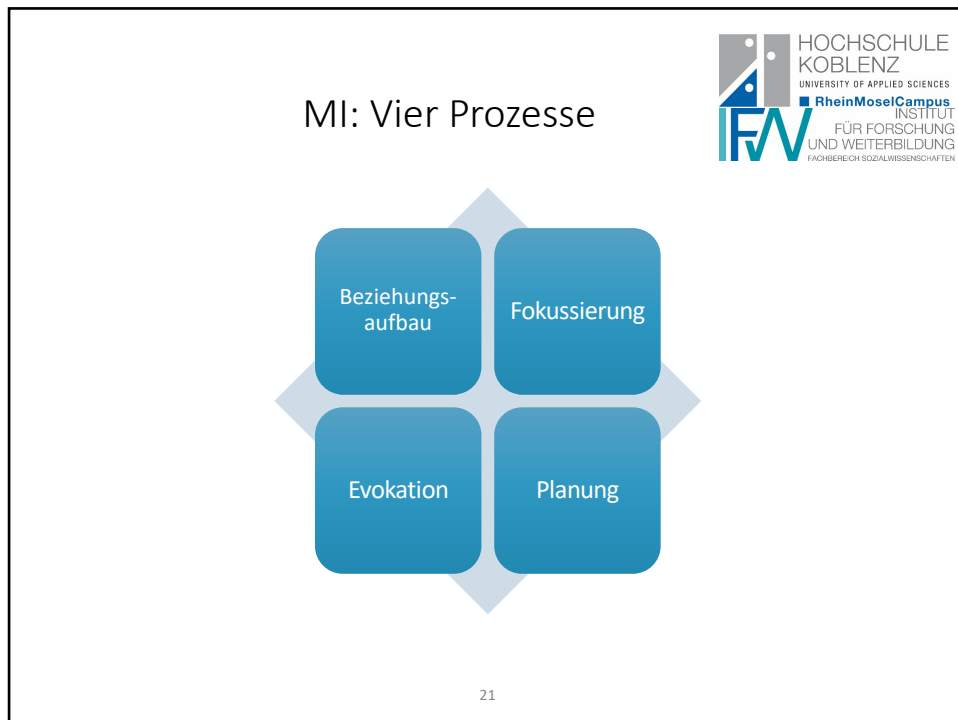 HOCHSCHULE
KOBLENZ
UNIVERSITY OF APPLIED SCIENCES
RheinMoselCampus
IFW
INSTITUT
FÜR FORSCHUNG
UND WEITERBILDUNG
FACHBEREICH SOZIALWISSENSCHAFTEN
MI: Vier Prozesse
Beziehungs-
aufbau
Fokussierung
Evokation
Planung
21